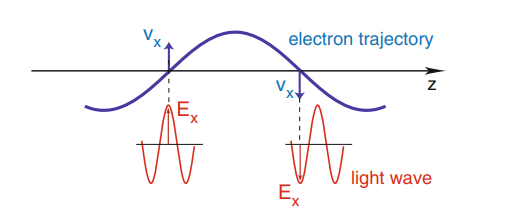 vx
electron trajectory
z
vx
Ex
Ex
light wave